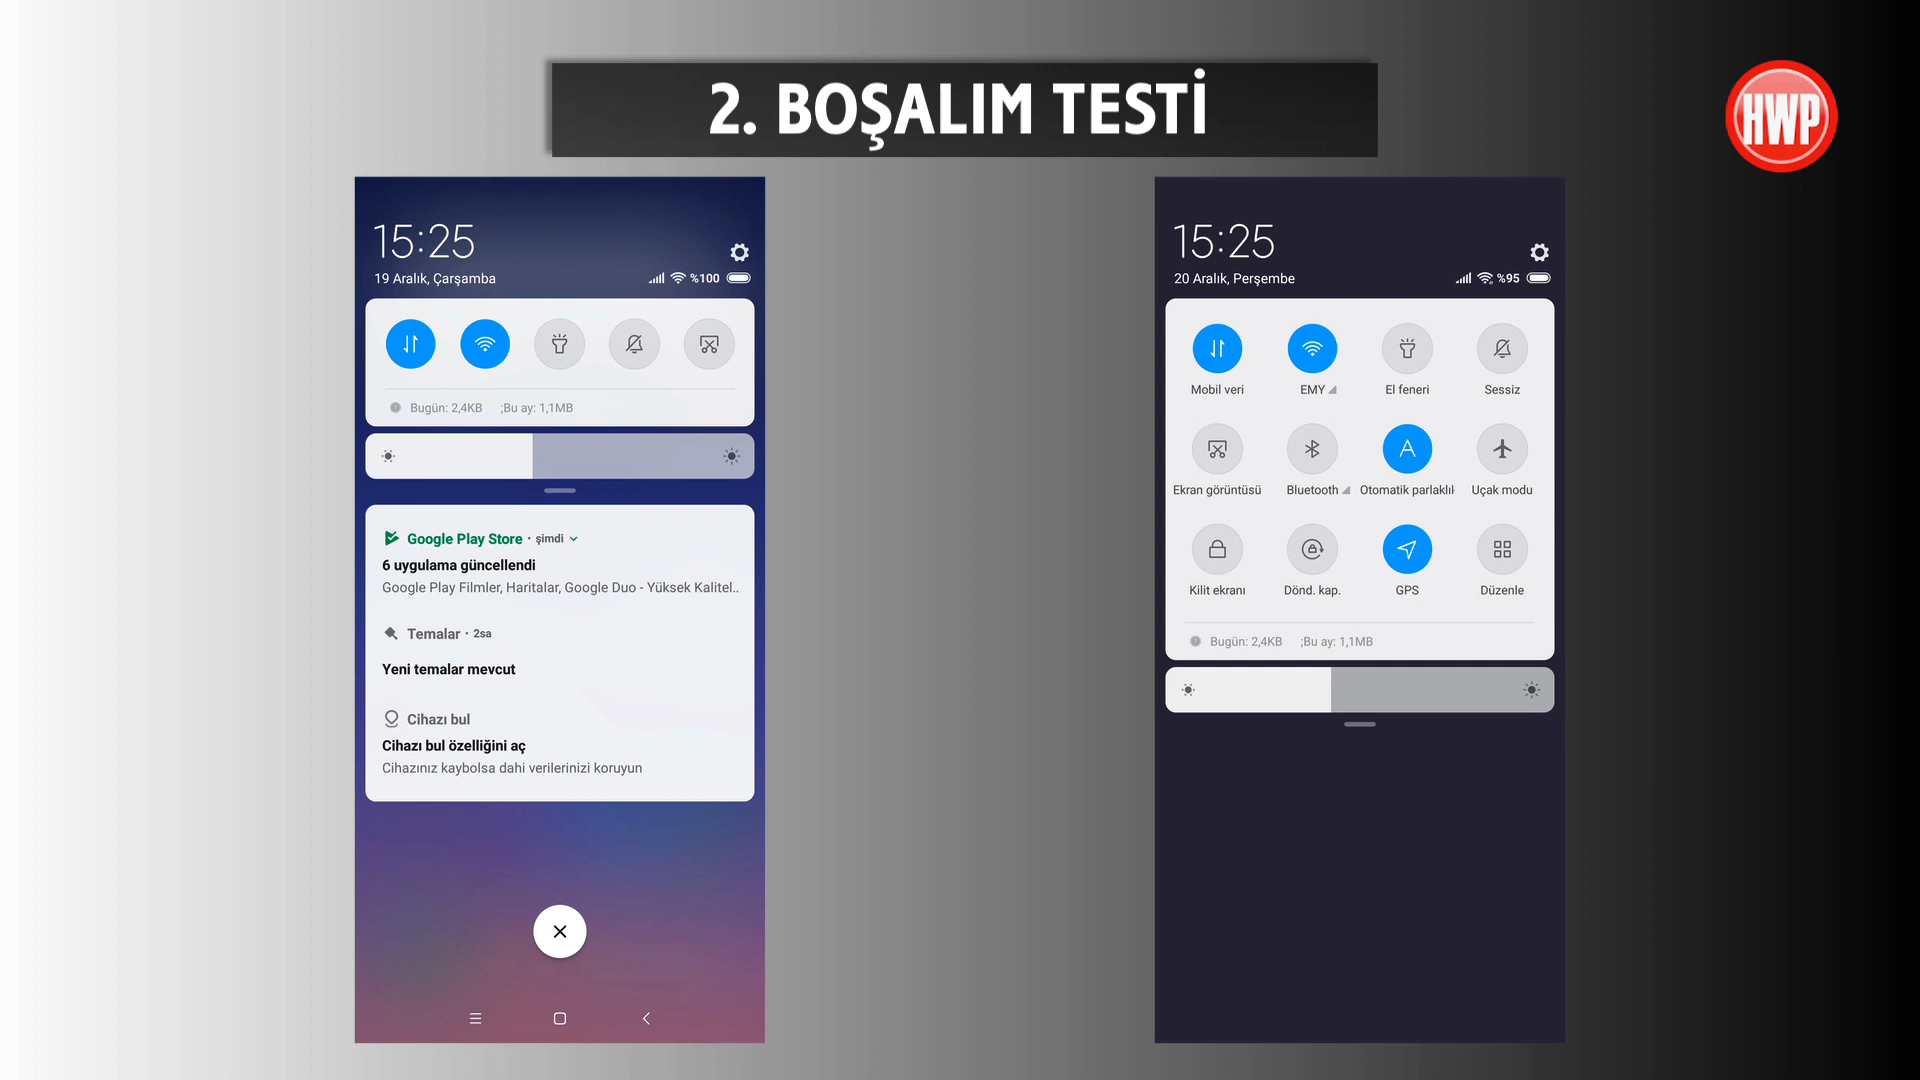 2. BOŞALIM TESTİ
HWP
15:25
19 Aralık, Çarşamba
%100
Bugün: 2,4KB ;Bu ay: 1,1MB
Google Play Store · şimdi
6 uygulama güncellendi
Google Play Filmler, Haritalar, Google Duo - Yüksek Kalitel..
Temalar · 2sa
Yeni temalar mevcut
Cihazı bul
Cihazı bul özelliğini aç
Cihazınız kaybolsa dahi verilerinizi koruyun
15:25
20 Aralık, Perşembe
%95
Mobil veri
EMY
El feneri
Sessiz
Ekran görüntüsü
Bluetooth
Otomatik parlaklıl
Uçak modu
Kilit ekranı
Dönd. kap.
GPS
Düzenle
Bugün: 2,4KB ;Bu ay: 1,1MB